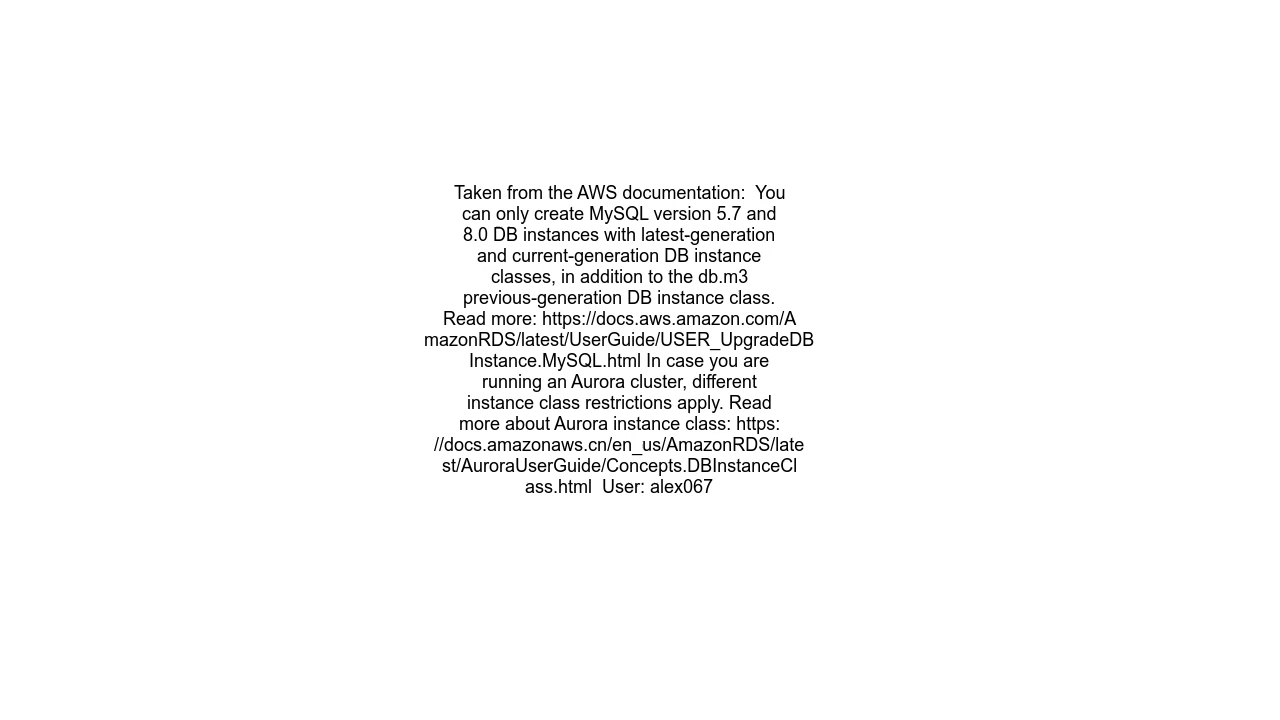 Taken from the AWS documentation:  You
can only create MySQL version 5.7 and
8.0 DB instances with latest-generation
and current-generation DB instance
classes, in addition to the db.m3
previous-generation DB instance class.
Read more: https://docs.aws.amazon.com/A
mazonRDS/latest/UserGuide/USER_UpgradeDB
Instance.MySQL.html In case you are
running an Aurora cluster, different
instance class restrictions apply. Read
more about Aurora instance class: https:
//docs.amazonaws.cn/en_us/AmazonRDS/late
st/AuroraUserGuide/Concepts.DBInstanceCl
ass.html  User: alex067